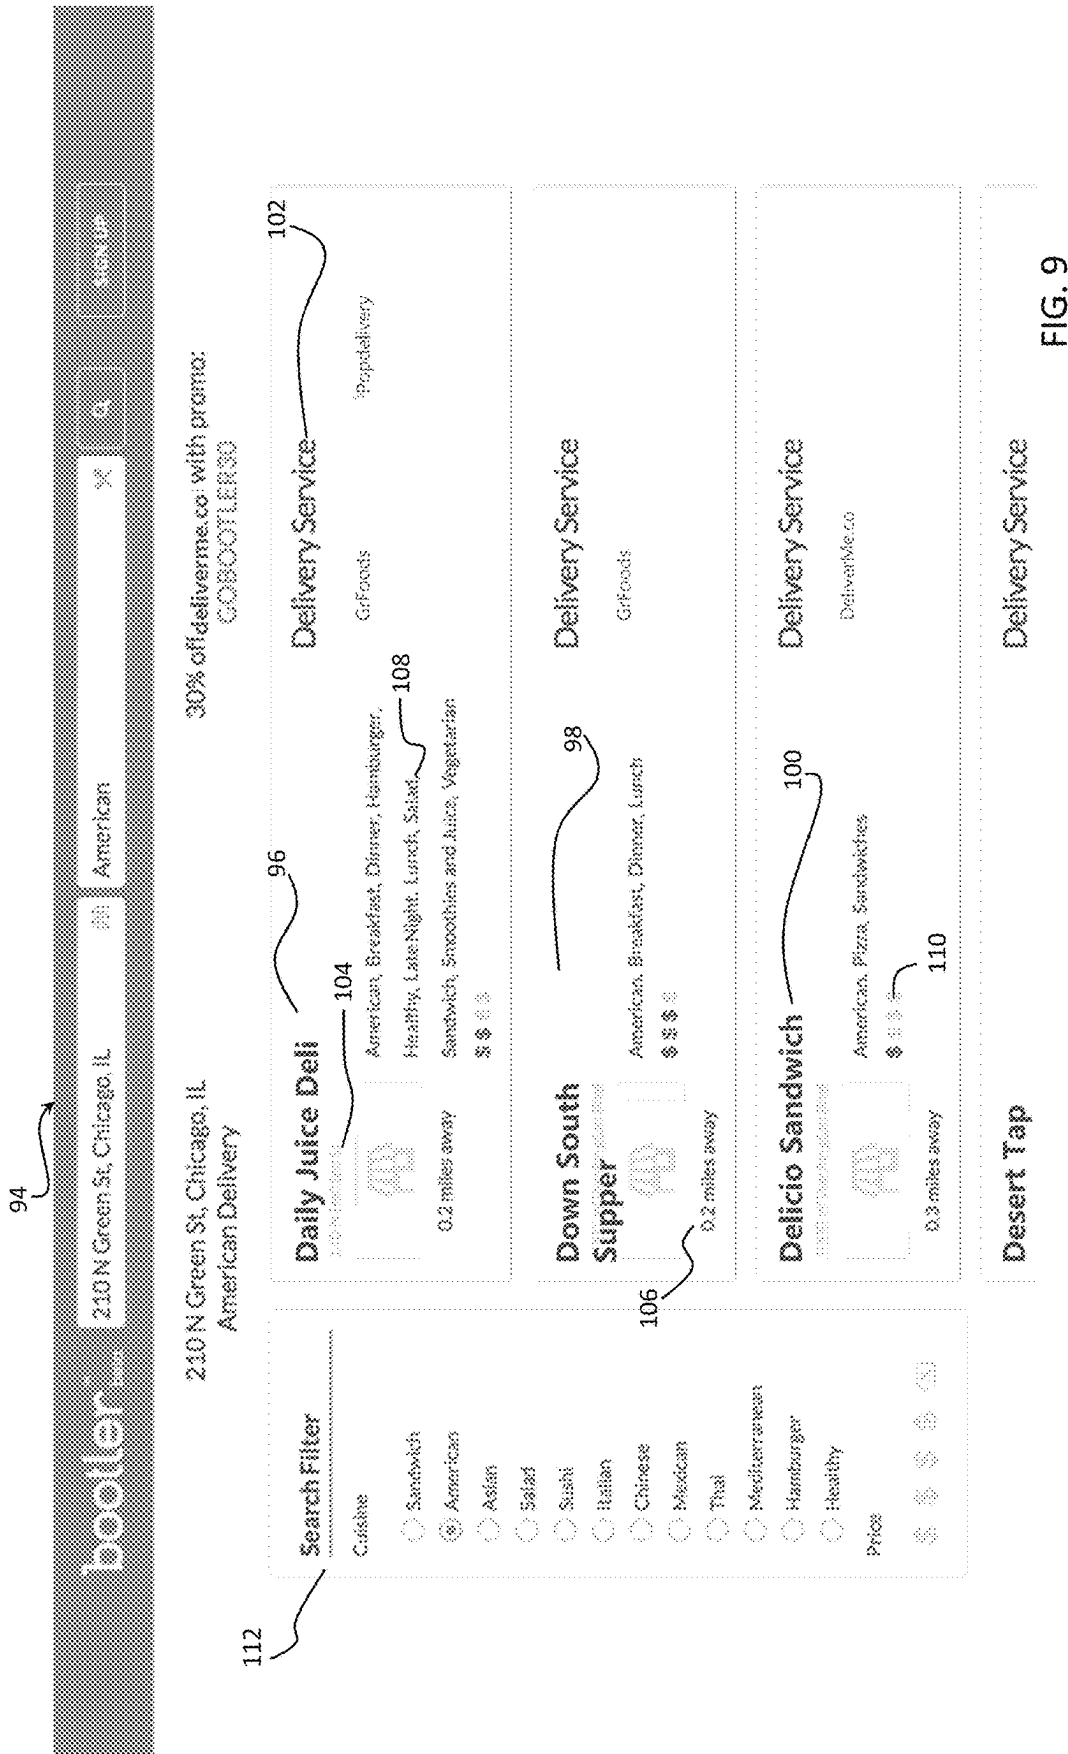 94
booller
210 N Green St, Chicago, IL
American
SIGN UP
210 N Green St, Chicago, IL
American Delivery
30% off deliverme.co with promo:
GOBOOTLER30
112
Search Filter
Cuisine
Sandwich
American
Asian
Salad
Sushi
Italian
Chinese
Mexican
Thai
Mediterranean
Hamburger
Healthy
Price
$ $ $ $
96
Daily Juice Deli
104
0.2 miles away
American, Breakfast, Dinner, Hamburger,
Healthy, Late Night, Lunch, Salad,
Sandwich, Smoothies and Juice, Vegetarian
$ $ $ $
108
102
Delivery Service
GrFoods
Popdelivery
98
Down South
Supper
106
0.2 miles away
American, Breakfast, Dinner, Lunch
$ $ $ $
Delivery Service
GrFoods
100
Delicio Sandwich
0.3 miles away
American, Pizza, Sandwiches
$ $ $ $
110
Delivery Service
DeliverMe.co
Desert Tap
Delivery Service
FIG. 9